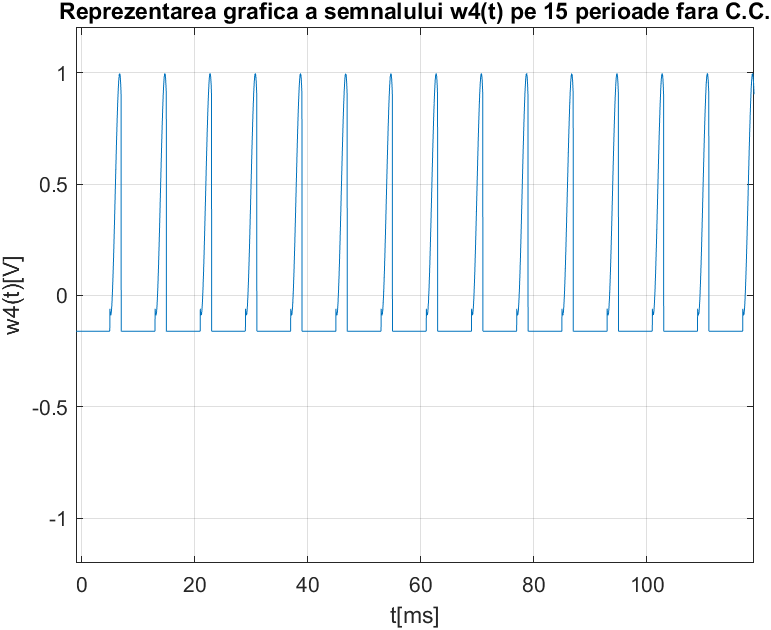 Reprezentarea grafica a semnalului w4(t) pe 15 perioade fara C.C.
w4(t)[V]
1
0.5
0
-0.5
-1
0 20 40 60 80 100
t[ms]